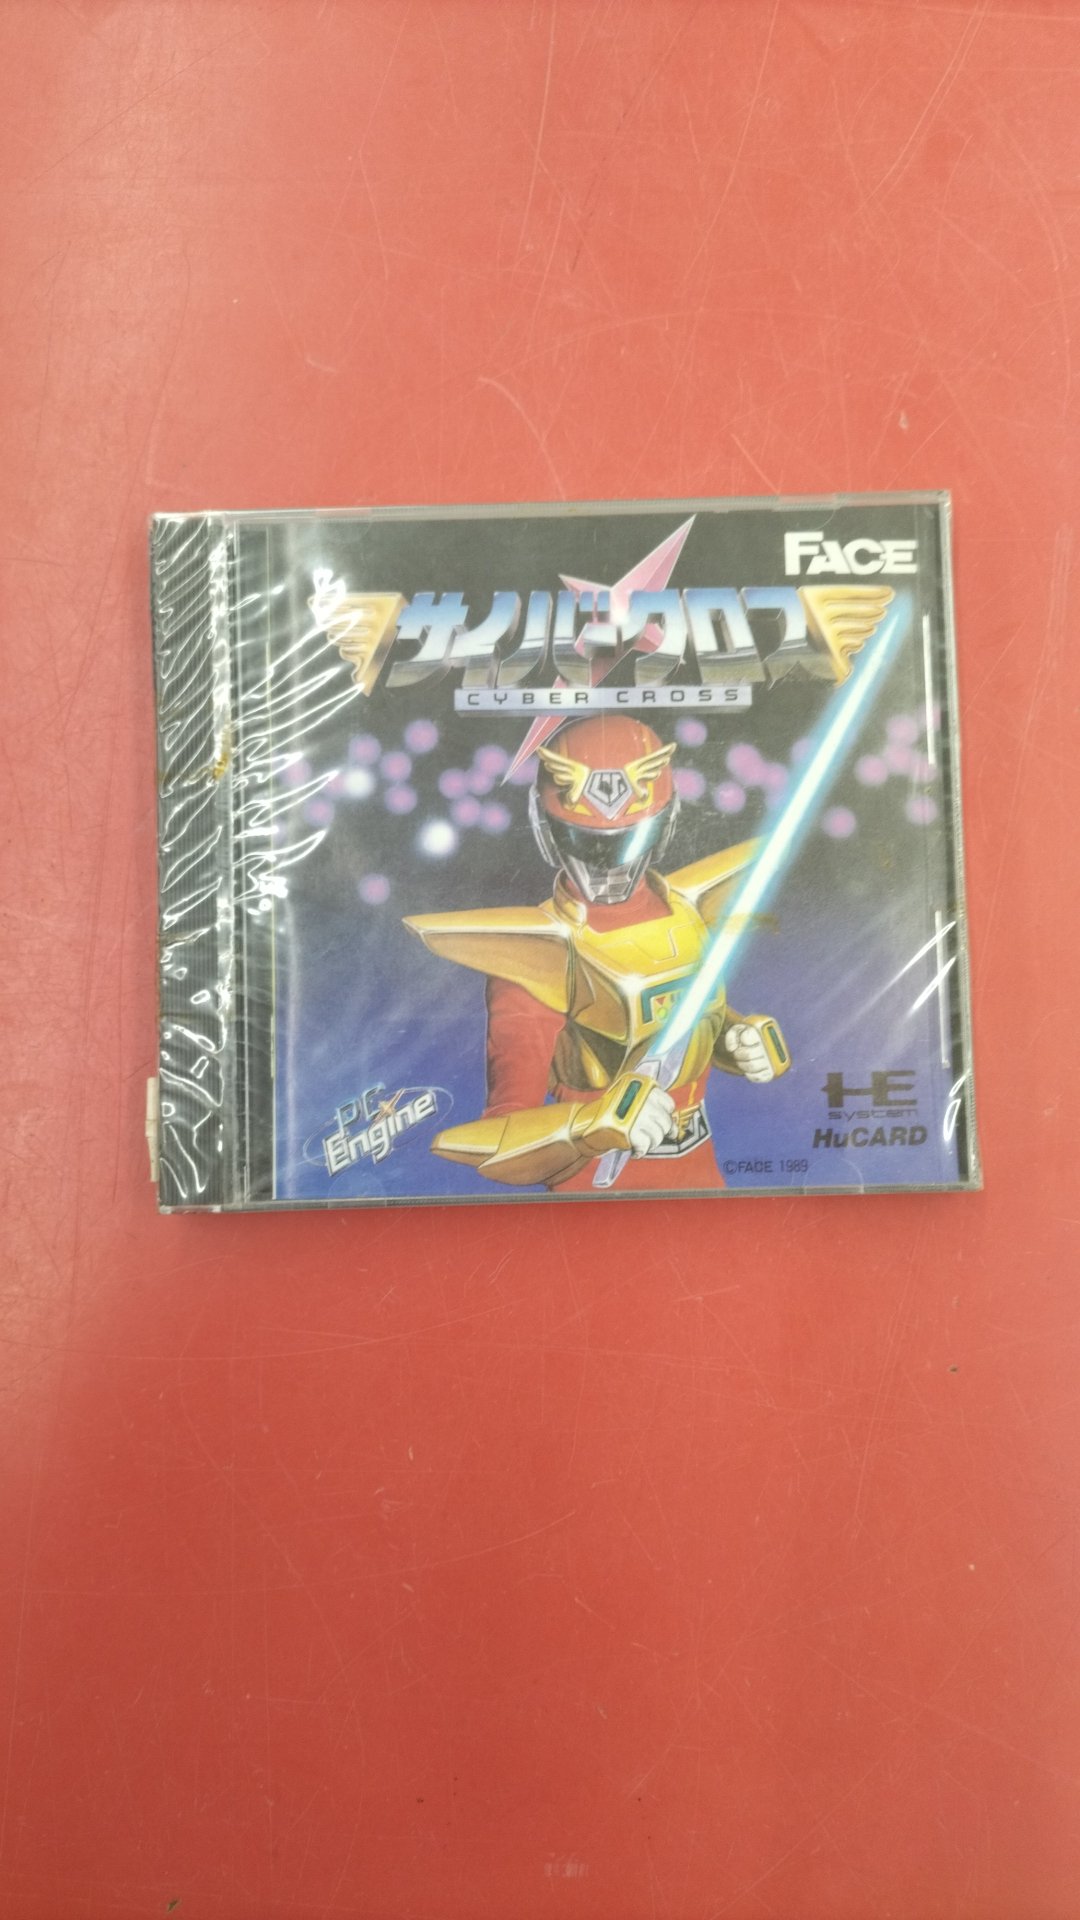 FACE
サイバークロス
CYBER CROSS
PC Engine
HE
system
HuCARD
©FACE 1989